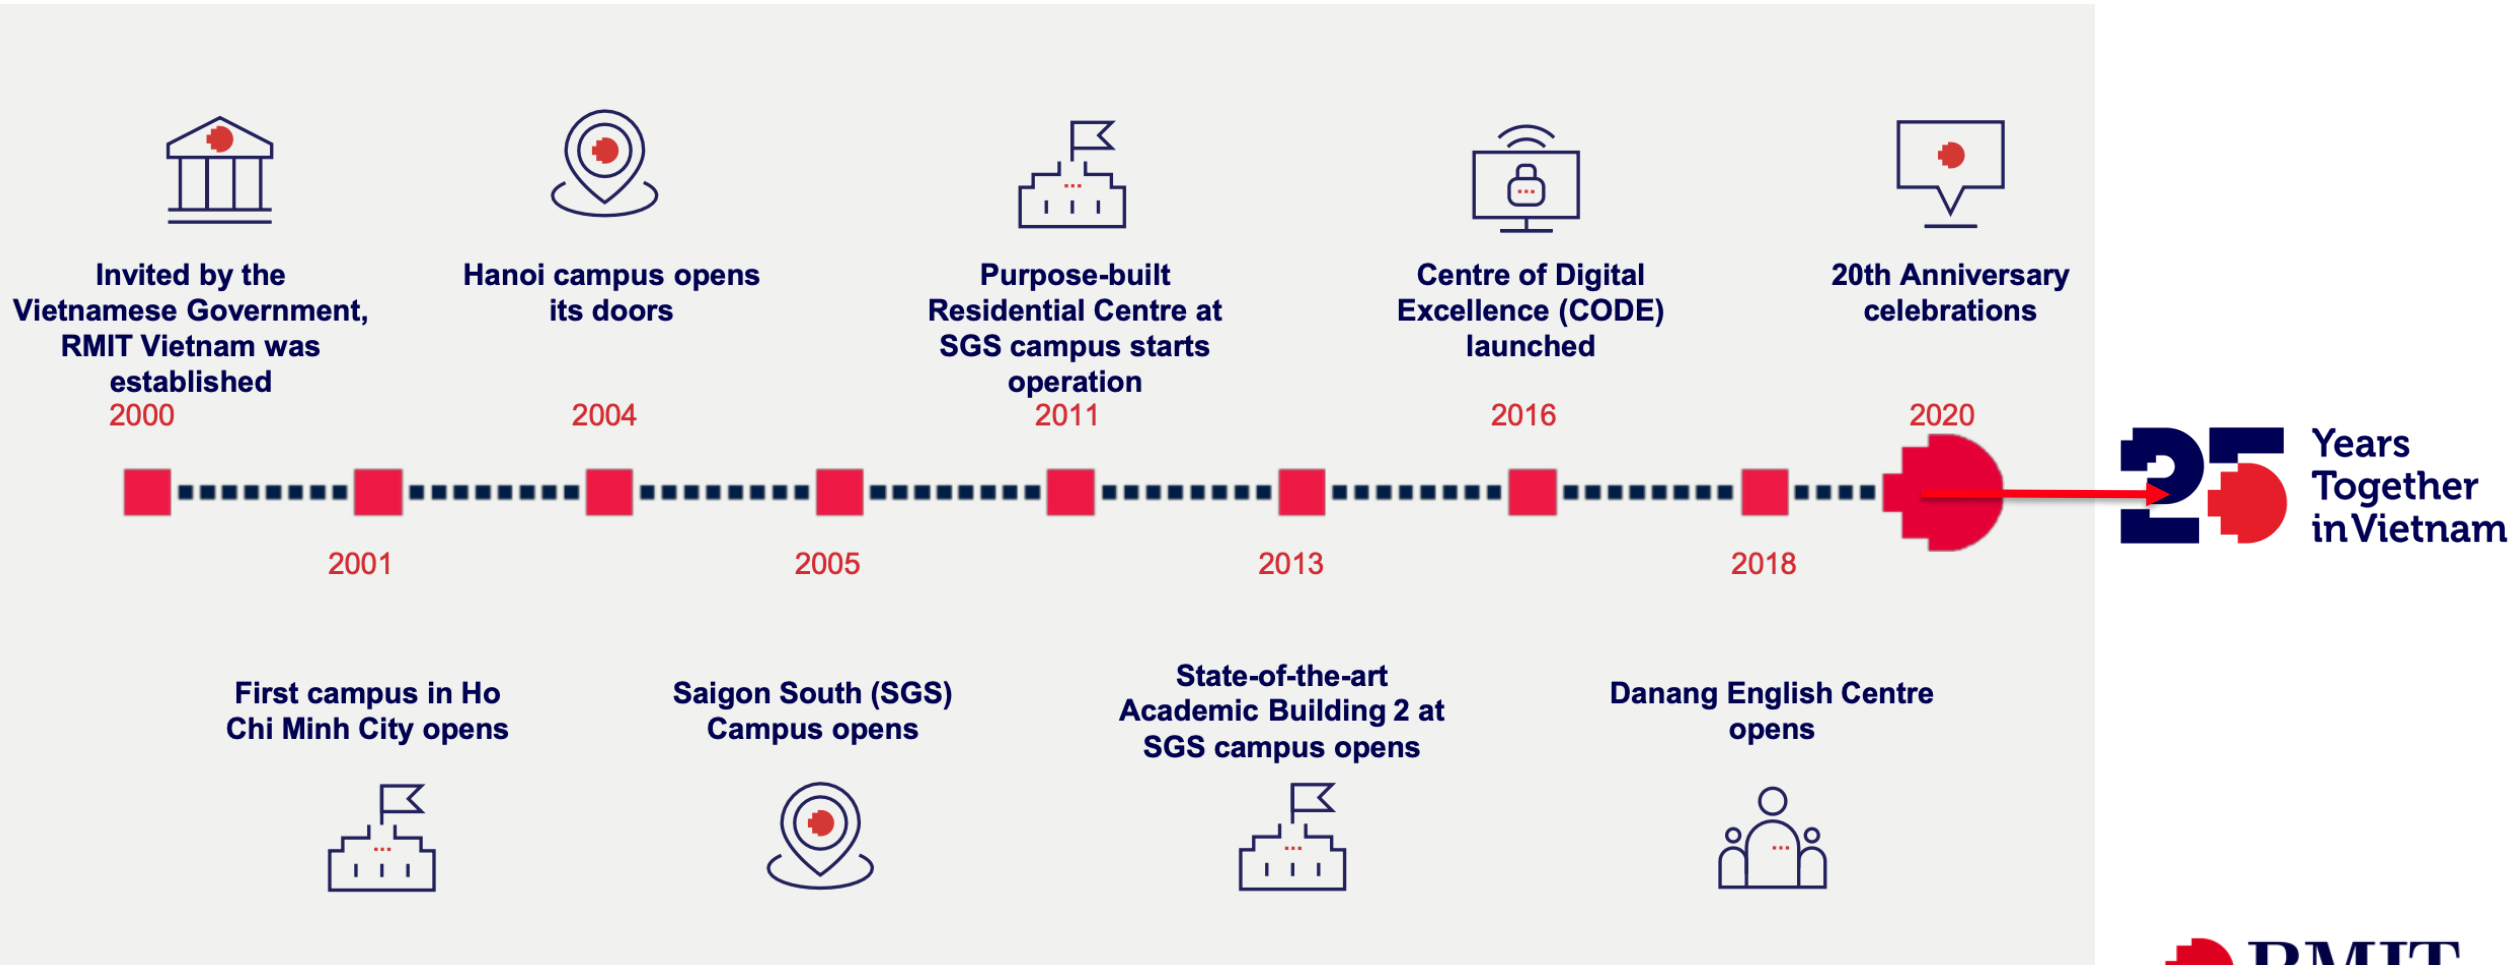 Invited by the
Vietnamese Government,
RMIT Vietnam was
established
2000
Hanoi campus opens
its doors
2004
Purpose-built
Residential Centre at
SGS campus starts
operation
2011
Centre of Digital
Excellence (CODE)
launched
2016
20th Anniversary
celebrations
2020
25
Years
Together
in Vietnam
2001
First campus in Ho
Chi Minh City opens
2005
Saigon South (SGS)
Campus opens
2013
State-of-the-art
Academic Building 2 at
SGS campus opens
2018
Danang English Centre
opens
RMIT